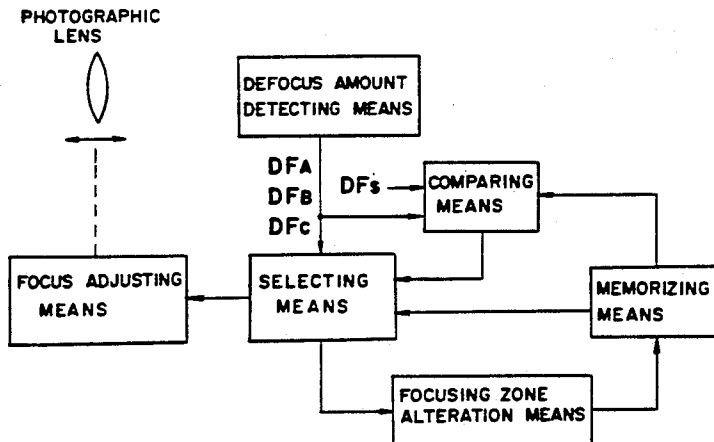 PHOTOGRAPHIC
LENS
DEFOCUS AMOUNT
DETECTING MEANS
DFA
DFB
DFC
DFS
COMPARING
MEANS
FOCUS ADJUSTING
MEANS
SELECTING
MEANS
MEMORIZING
MEANS
FOCUSING ZONE
ALTERATION MEANS